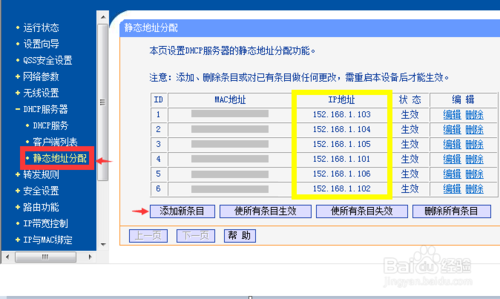 运行状态
设置向导
QSS安全设置
网络参数
无线设置
DHCP服务器
DHCP服务
客户端列表
静态地址分配
转发规则
安全设置
路由功能
IP带宽控制
IP与MAC绑定
静态地址分配
本页设置DHCP服务器的静态地址分配功能。
注意：添加、删除条目或对已有条目做任何更改，需重启本设备后才能生效。
ID MAC地址 IP地址 状 态 编 辑
1 152.168.1.103 生效 编辑 删除
2 152.168.1.104 生效 编辑 删除
3 152.168.1.105 生效 编辑 删除
4 152.168.1.101 生效 编辑 删除
5 152.168.1.106 生效 编辑 删除
6 152.168.1.102 生效 编辑 删除
添加新条目 使所有条目生效 使所有条目失效 删除所有条目
上一页 下一页 帮 助
Baidu经验
jingyan.baidu.com